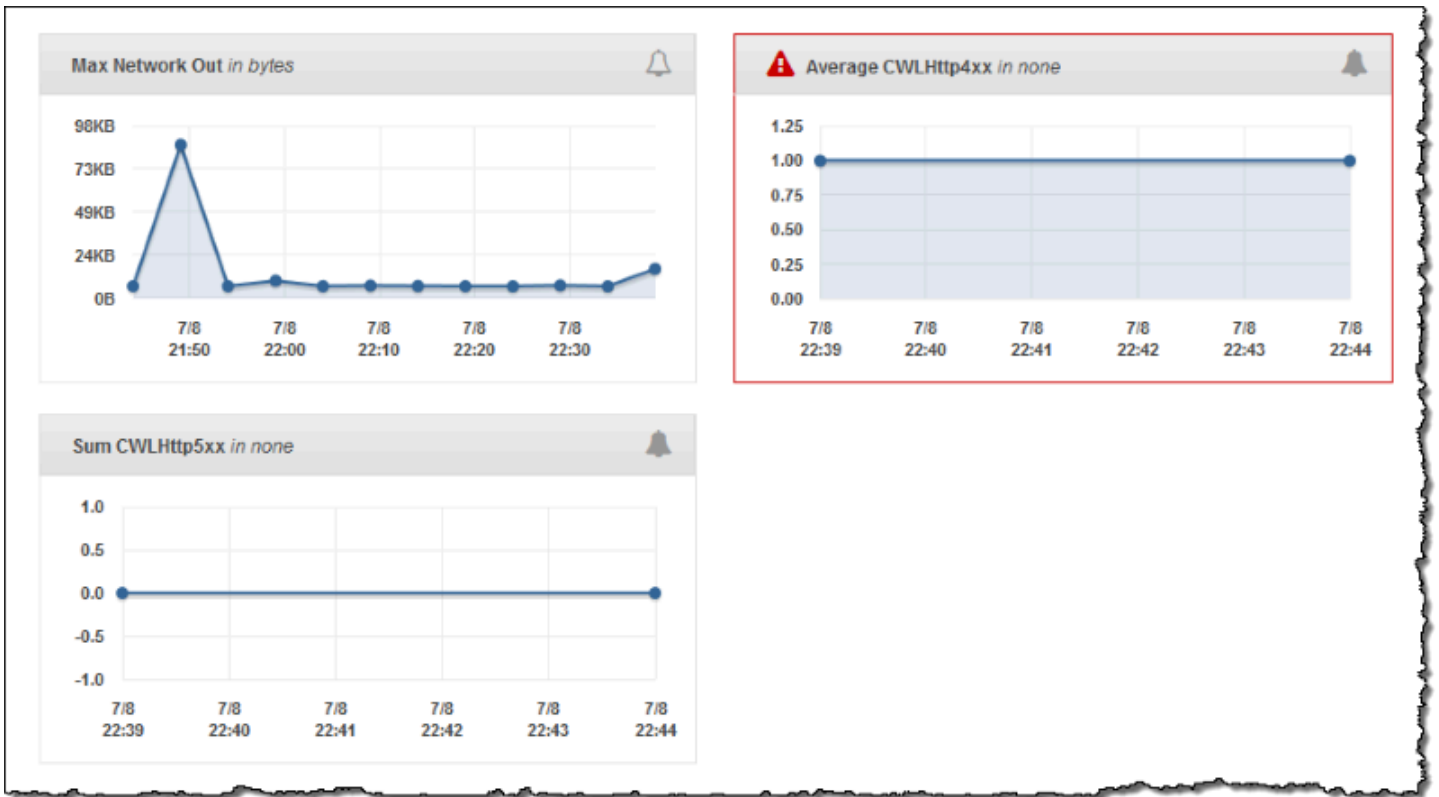 Max Network Out in bytes
98KB
73KB
49KB
24KB
0B
7/8 7/8 7/8 7/8 7/8
21:50 22:00 22:10 22:20 22:30
Average CWLHttp4xx in none
1.25
1.00
0.75
0.50
0.25
0.00
7/8 7/8 7/8 7/8 7/8 7/8
22:39 22:40 22:41 22:42 22:43 22:44
Sum CWLHttp5xx in none
1.0
0.5
0.0
-0.5
-1.0
7/8 7/8 7/8 7/8 7/8 7/8
22:39 22:40 22:41 22:42 22:43 22:44